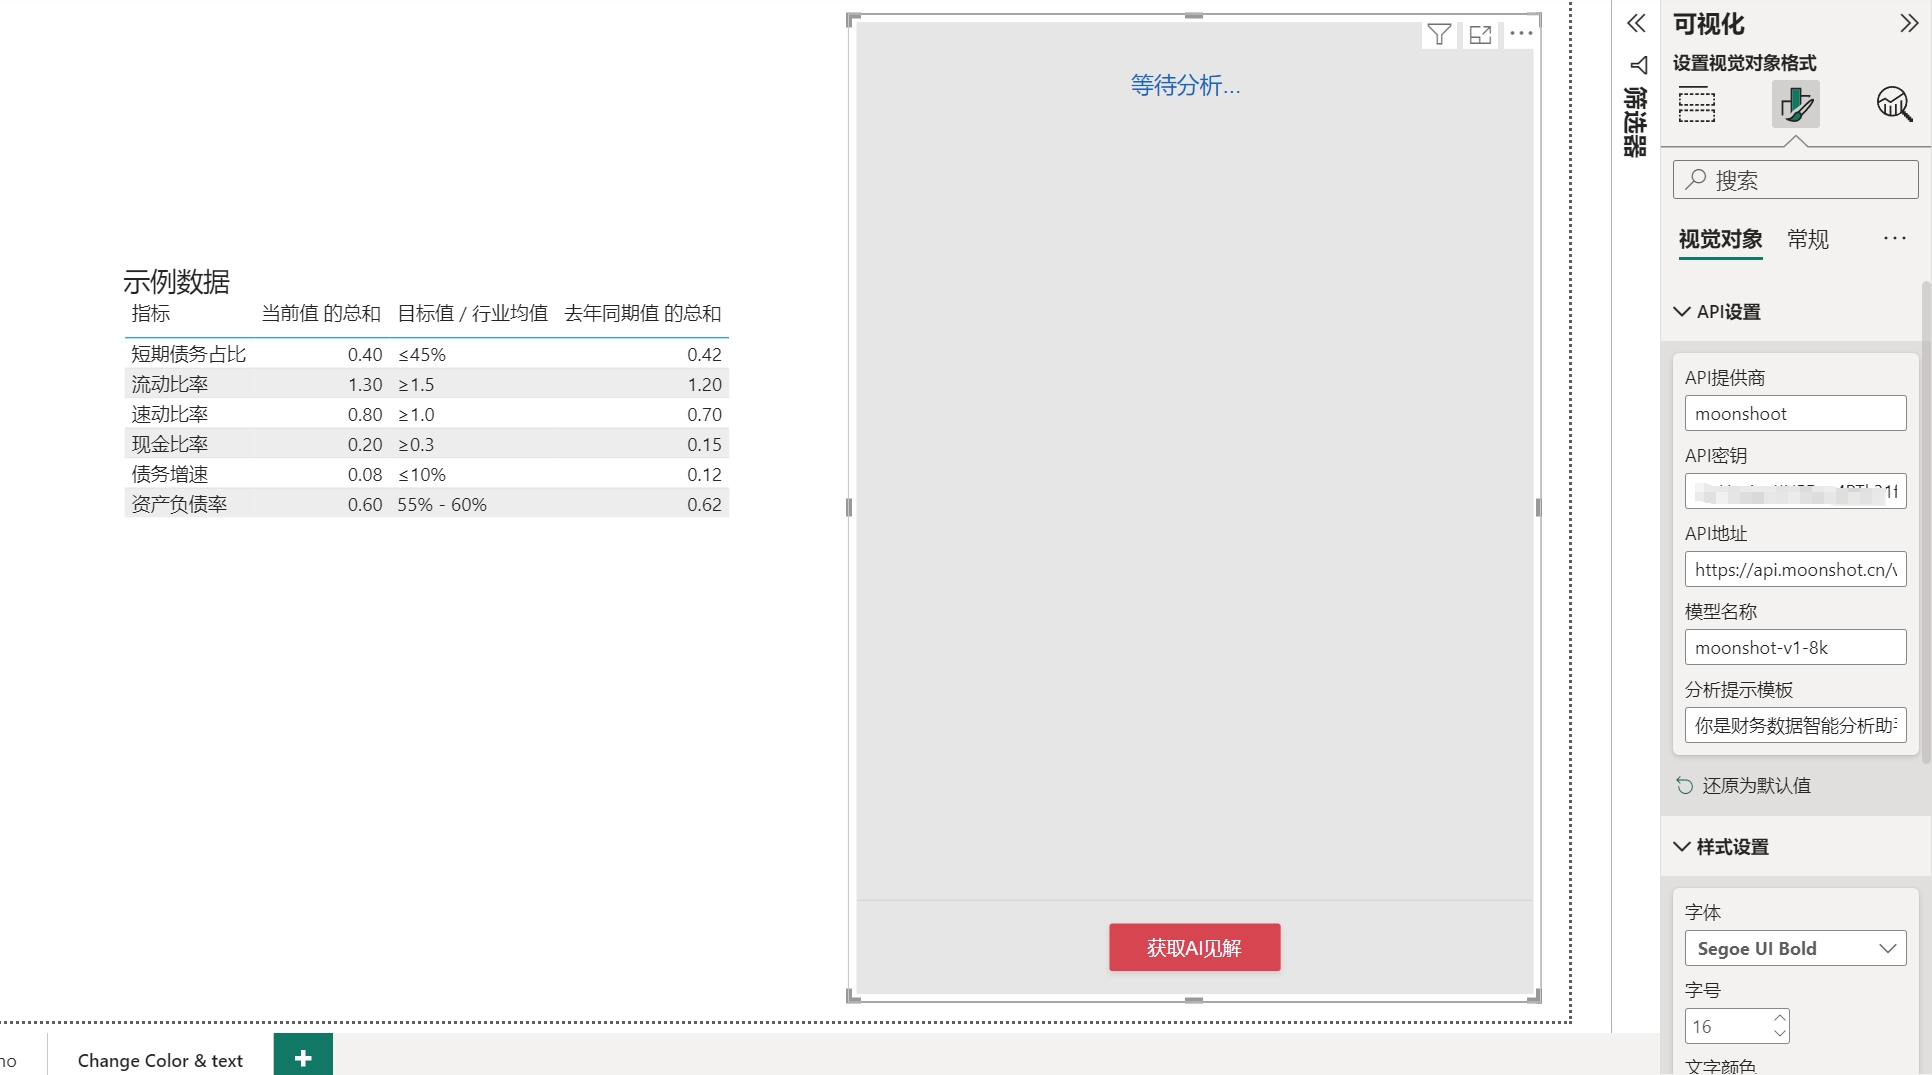 等待分析...
示例数据
指标 当前值 的总和 目标值 / 行业均值 去年同期值 的总和
短期债务占比 0.40 ≤45% 0.42
流动比率 1.30 ≥1.5 1.20
速动比率 0.80 ≥1.0 0.70
现金比率 0.20 ≥0.3 0.15
债务增速 0.08 ≤10% 0.12
资产负债率 0.60 55% - 60% 0.62
获取AI见解
Change Color & text
筛选器
可视化
设置视觉对象格式
搜索
视觉对象 常规 ...
API设置
API提供商
moonshoot
API密钥
API地址
https://api.moonshot.cn/
模型名称
moonshot-v1-8k
分析提示模板
你是财务数据智能分析助
还原为默认值
样式设置
字体
Segoe UI Bold
字号
16
文字颜色